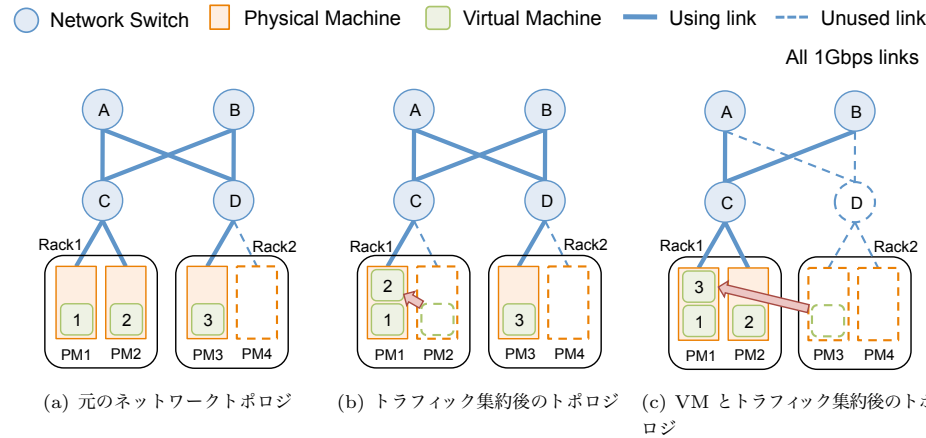 Network Switch Physical Machine Virtual Machine Using link Unused link
All 1Gbps links
A B
C D
Rack1 Rack2
1 2 3
PM1 PM2 PM3 PM4
(a) 元のネットワークトポロジ
A B
C D
Rack1 Rack2
2
1 3
PM1 PM2 PM3 PM4
(b) トラフィック集約後のトポロジ
A B
C D
Rack1 Rack2
3
1 2
PM1 PM2 PM3 PM4
(c) VM とトラフィック集約後のトポ
ロジ